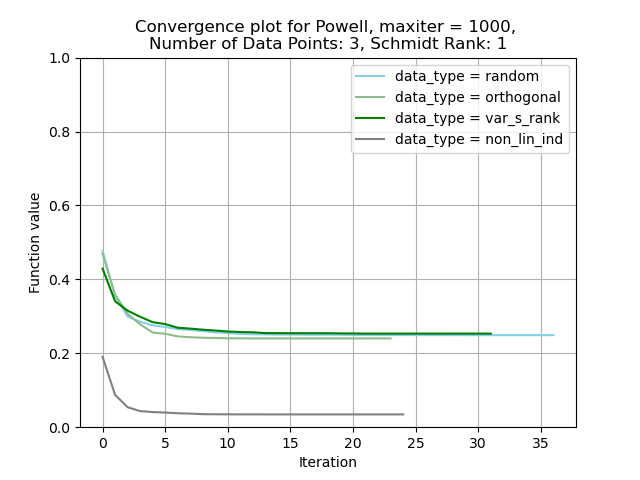 Convergence plot for Powell, maxiter = 1000,
Number of Data Points: 3, Schmidt Rank: 1
data_type = random
data_type = orthogonal
data_type = var_s_rank
data_type = non_lin_ind
Function value
1.0
0.8
0.6
0.4
0.2
0.0
0 5 10 15 20 25 30 35
Iteration